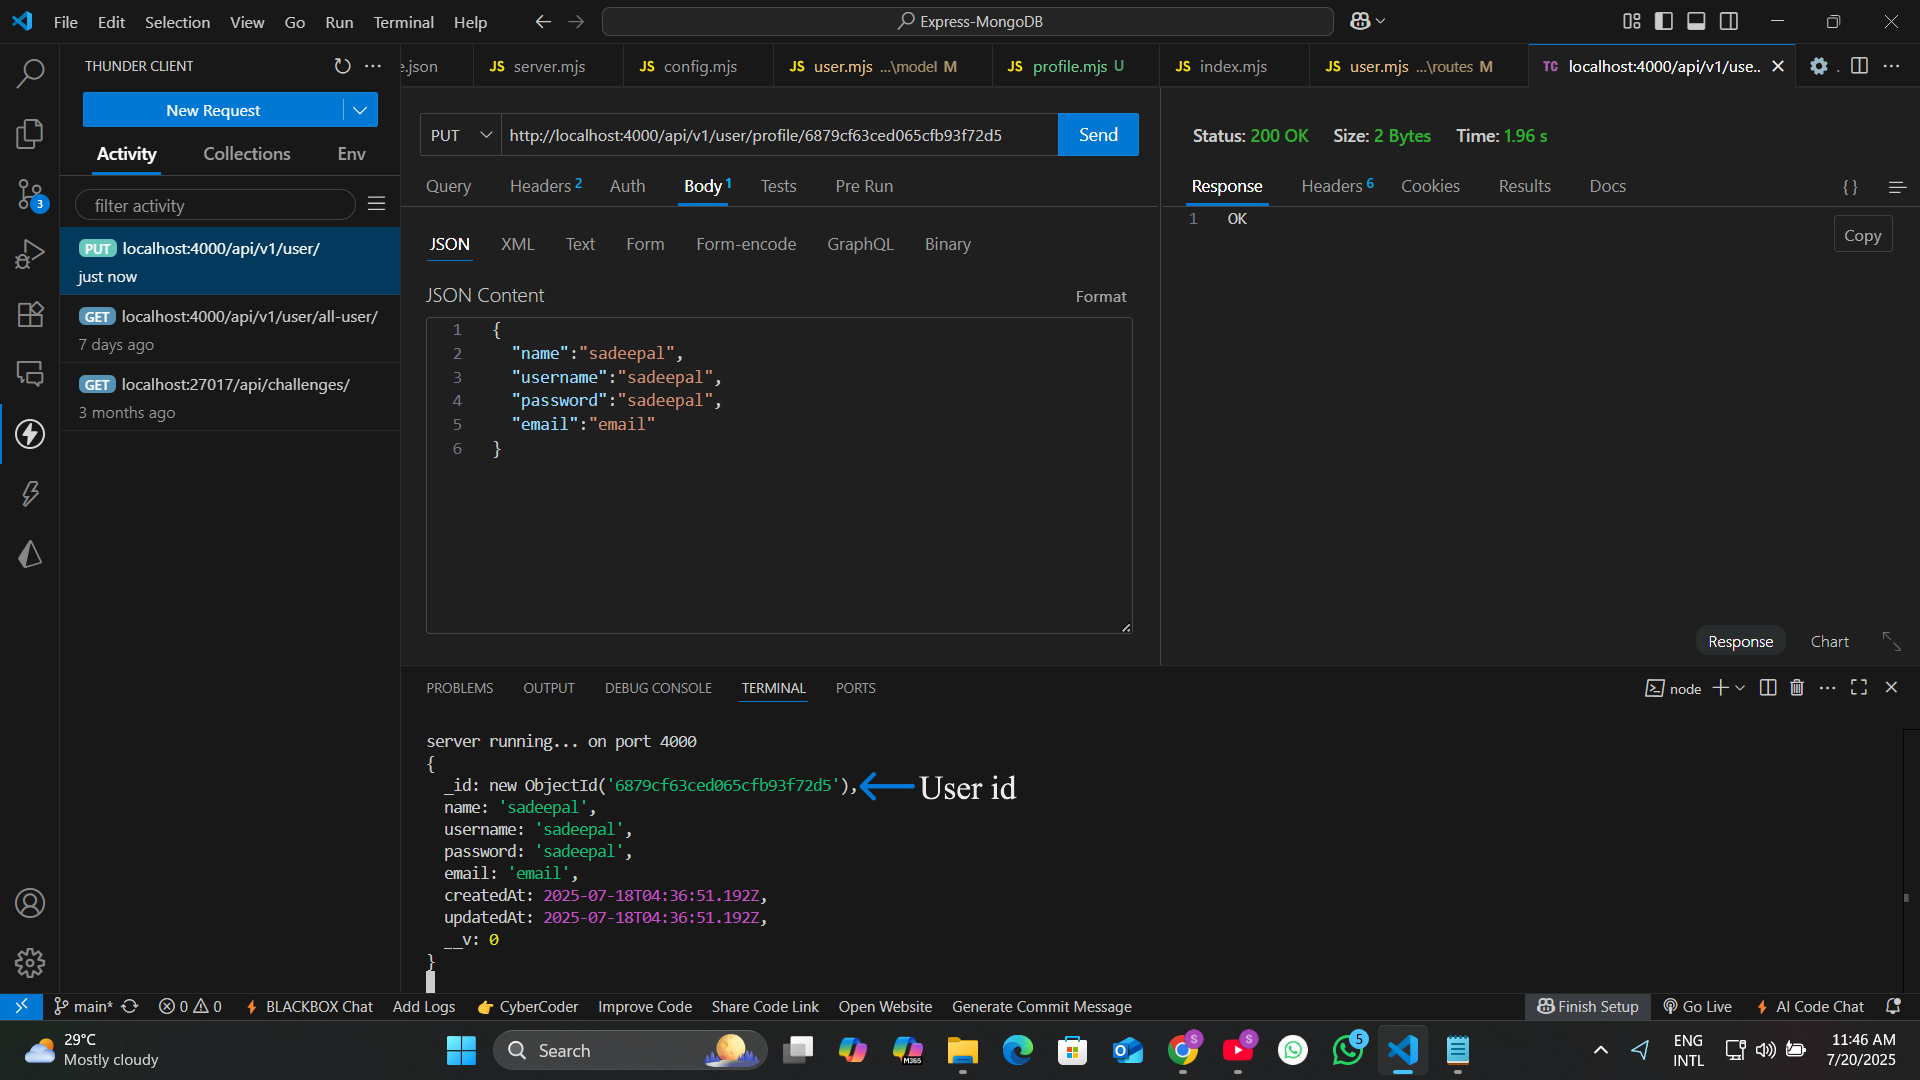 File Edit Selection View Go Run Terminal Help
Express-MongoDB
THUNDER CLIENT
New Request
Activity Collections Env
filter activity
PUT localhost:4000/api/v1/user/
just now
GET localhost:4000/api/v1/user/all-user/
7 days ago
GET localhost:27017/api/challenges/
3 months ago
3
e.json JS server.mjs JS config.mjs JS user.mjs ...\model M JS profile.mjs U JS index.mjs JS user.mjs ...\routes M TC localhost:4000/api/v1/use..
PUT http://localhost:4000/api/v1/user/profile/6879cf63ced065cfb93f72d5 Send
Query Headers 2 Auth Body 1 Tests Pre Run
JSON XML Text Form Form-encode GraphQL Binary
JSON Content Format
1 {
2 "name":"sadeepal",
3 "username":"sadeepal",
4 "password":"sadeepal",
5 "email":"email"
6 }
Status: 200 OK Size: 2 Bytes Time: 1.96 s
Response Headers 6 Cookies Results Docs {}
1 OK
Copy
Response Chart
PROBLEMS OUTPUT DEBUG CONSOLE TERMINAL PORTS
node
server running... on port 4000
{
_id: new ObjectId('6879cf63ced065cfb93f72d5'), User id
name: 'sadeepal',
username: 'sadeepal',
password: 'sadeepal',
email: 'email',
createdAt: 2025-07-18T04:36:51.192Z,
updatedAt: 2025-07-18T04:36:51.192Z,
__v: 0
}
main* 0 0 BLACKBOX Chat Add Logs CyberCoder Improve Code Share Code Link Open Website Generate Commit Message Finish Setup Go Live AI Code Chat
29°C
Mostly cloudy
Search
M365
S
S
5
ENG
INTL
11:46 AM
7/20/2025